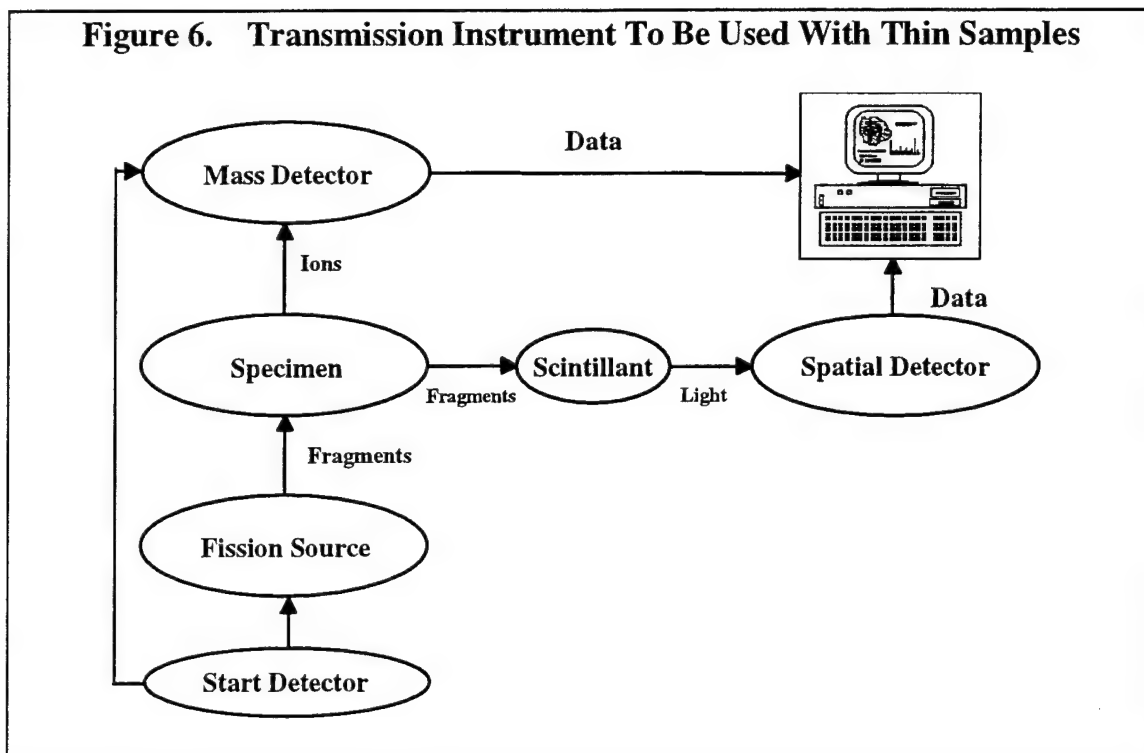 Figure 6. Transmission Instrument To Be Used With Thin Samples
Mass Detector
Data
Ions
Data
Specimen
Fragments
Scintillant
Light
Spatial Detector
Fragments
Fission Source
Start Detector